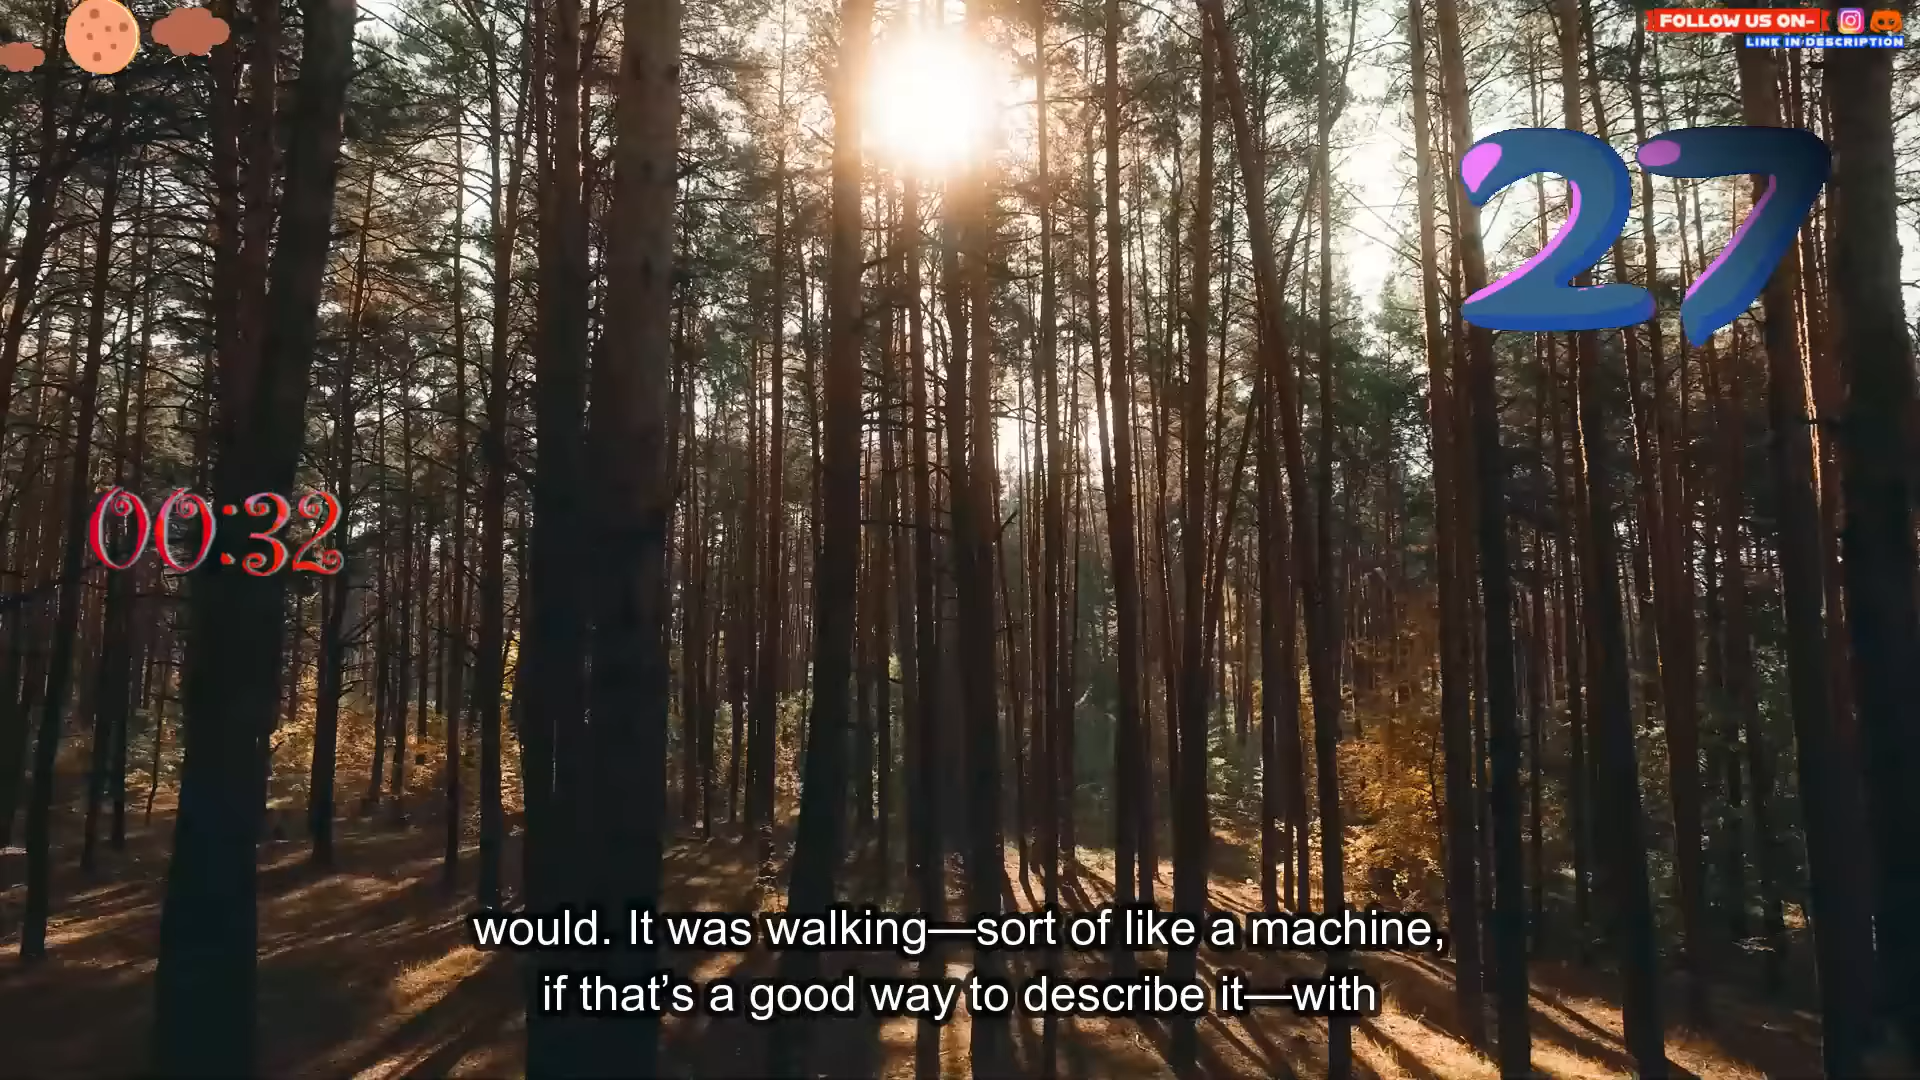 FOLLOW US ON-
LINK IN DESCRIPTION
27
00:32
would. It was walking—sort of like a machine,
if that’s a good way to describe it—with